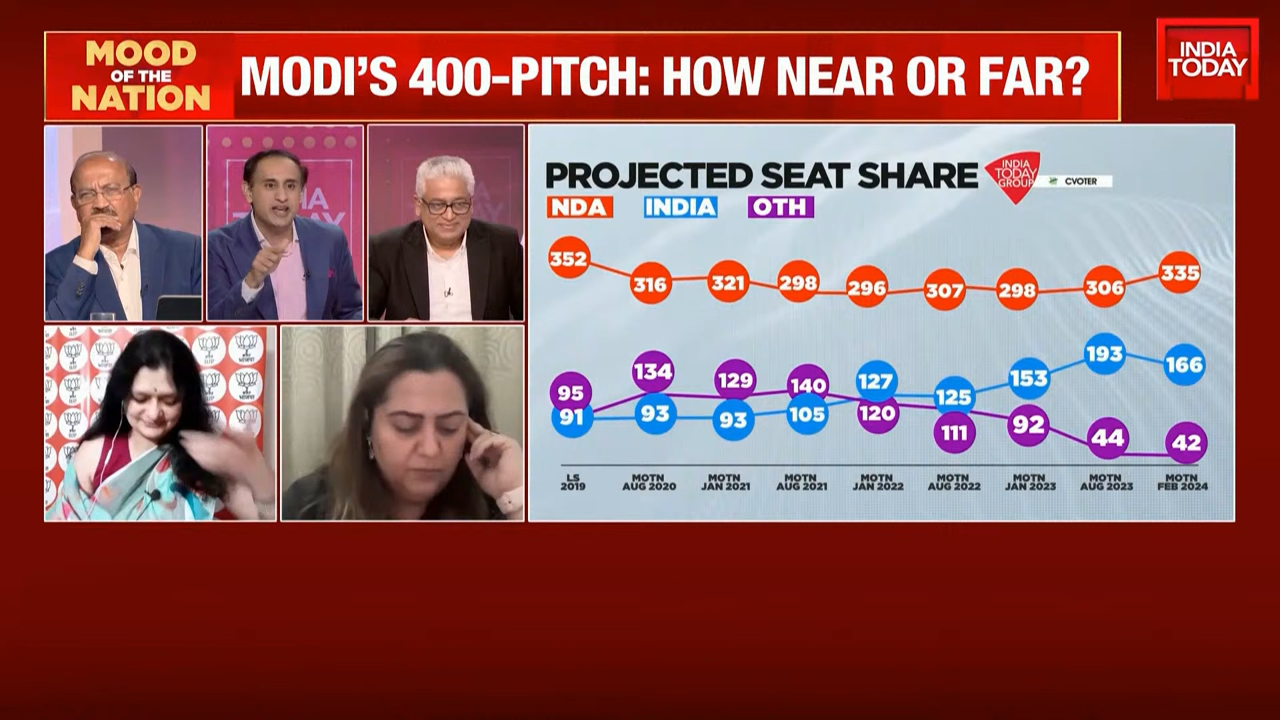 MOOD
OF THE
NATION
MODI'S 400-PITCH: HOW NEAR OR FAR?
INDIA
TODAY
PROJECTED SEAT SHARE
INDIA
TODAY
GROUP
CVOTER
NDA INDIA OTH
352 316 321 298 296 307 298 306 335
95 134 129 140 127 125 153 193 166
91 93 93 105 120 111 92 44 42
LS
2019
MOTN
AUG 2020
MOTN
JAN 2021
MOTN
AUG 2021
MOTN
JAN 2022
MOTN
AUG 2022
MOTN
JAN 2023
MOTN
AUG 2023
MOTN
FEB 2024